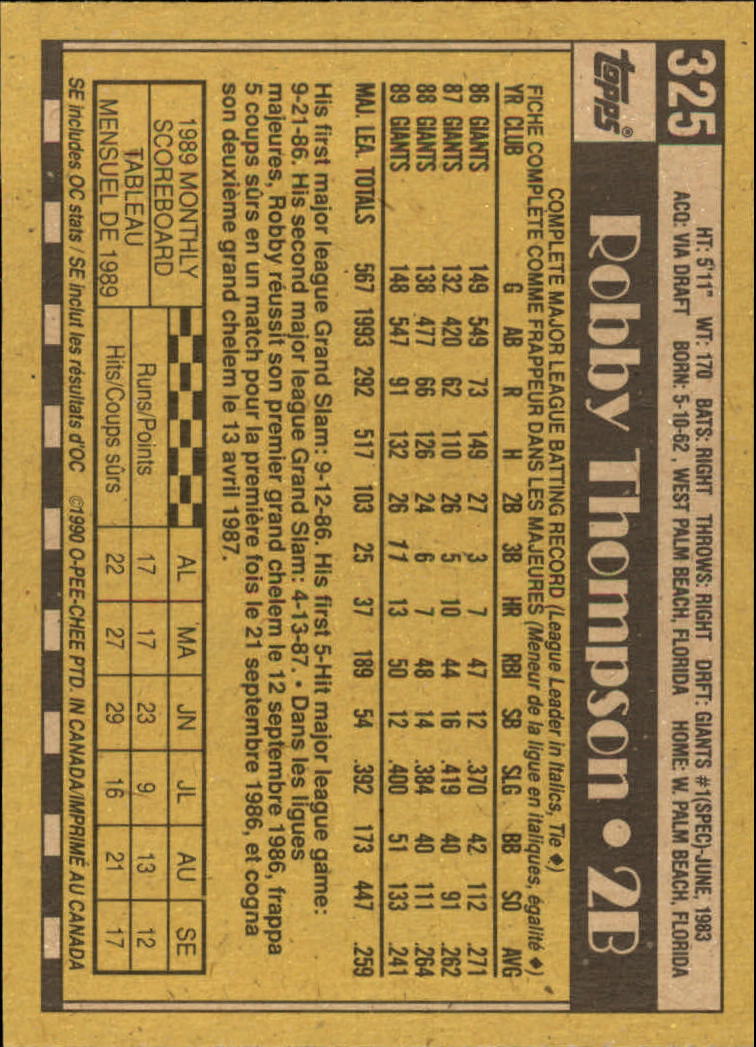 325
HT: 5'11" WT: 170 BATS: RIGHT THROWS: RIGHT DRFT: GIANTS #1(SPEC)-JUNE, 1983
ACQ: VIA DRAFT BORN: 5-10-62, WEST PALM BEACH, FLORIDA HOME: W. PALM BEACH, FLORIDA
topps®
Robby Thompson • 2B
COMPLETE MAJOR LEAGUE BATTING RECORD (League Leader in Italics, Tie ♦)
FICHE COMPLÈTE COMME FRAPPEUR DANS LES MAJEURES (Meneur de la ligue en italiques, égalité ♦)
YR CLUB G AB R H 2B 3B HR RBI SB SLG BB SO AVG
86 GIANTS 149 549 73 149 27 3 7 47 12 .370 42 112 .271
87 GIANTS 132 420 62 110 26 5 10 44 16 .419 40 91 .262
88 GIANTS 138 477 66 126 24 6 7 48 14 .384 40 111 .264
89 GIANTS 148 547 91 132 26 11 13 50 12 .400 51 133 .241
MAJ. LEA. TOTALS 567 1993 292 517 103 25 37 189 54 .392 173 447 .259
His first major league Grand Slam: 9-12-86. His first 5-Hit major league game:
9-21-86. His second major league Grand Slam: 4-13-87. • Dans les ligues
majeures, Robby réussit son premier grand chelem le 12 septembre 1986, frappa
5 coups sûrs en un match pour la première fois le 21 septembre 1986, et cogna
son deuxième grand chelem le 13 avril 1987.
1989 MONTHLY
SCOREBOARD
TABLEAU
MENSUEL DE 1989
AL MA JN JL AU SE
Runs/Points 17 17 23 9 13 12
Hits/Coups sûrs 22 27 29 16 21 17
SE includes OC stats / SE inclut les résultats d'OC ©1990 O-PEE-CHEE PTD. IN CANADA/IMPRIMÉ AU CANADA